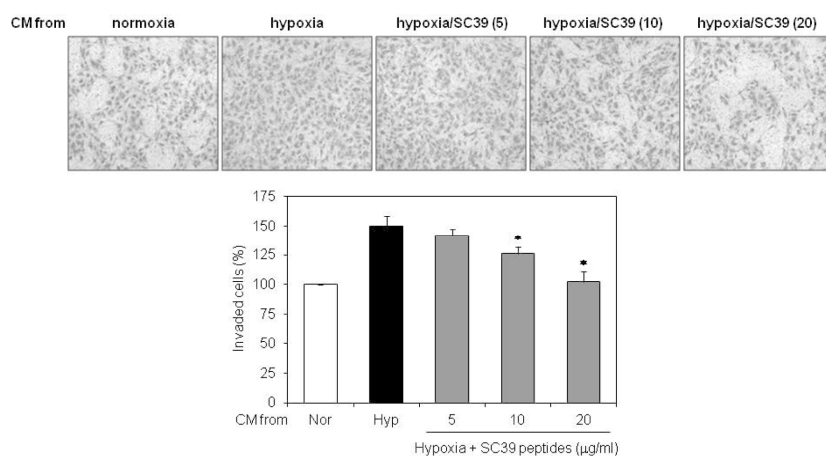 CM from normoxia hypoxia hypoxia/SC39 (5) hypoxia/SC39 (10) hypoxia/SC39 (20)
175
150
125
100
75
50
25
0
Invaded cells (%)
* *
CM from Nor Hyp 5 10 20
Hypoxia + SC39 peptides (μg/ml)